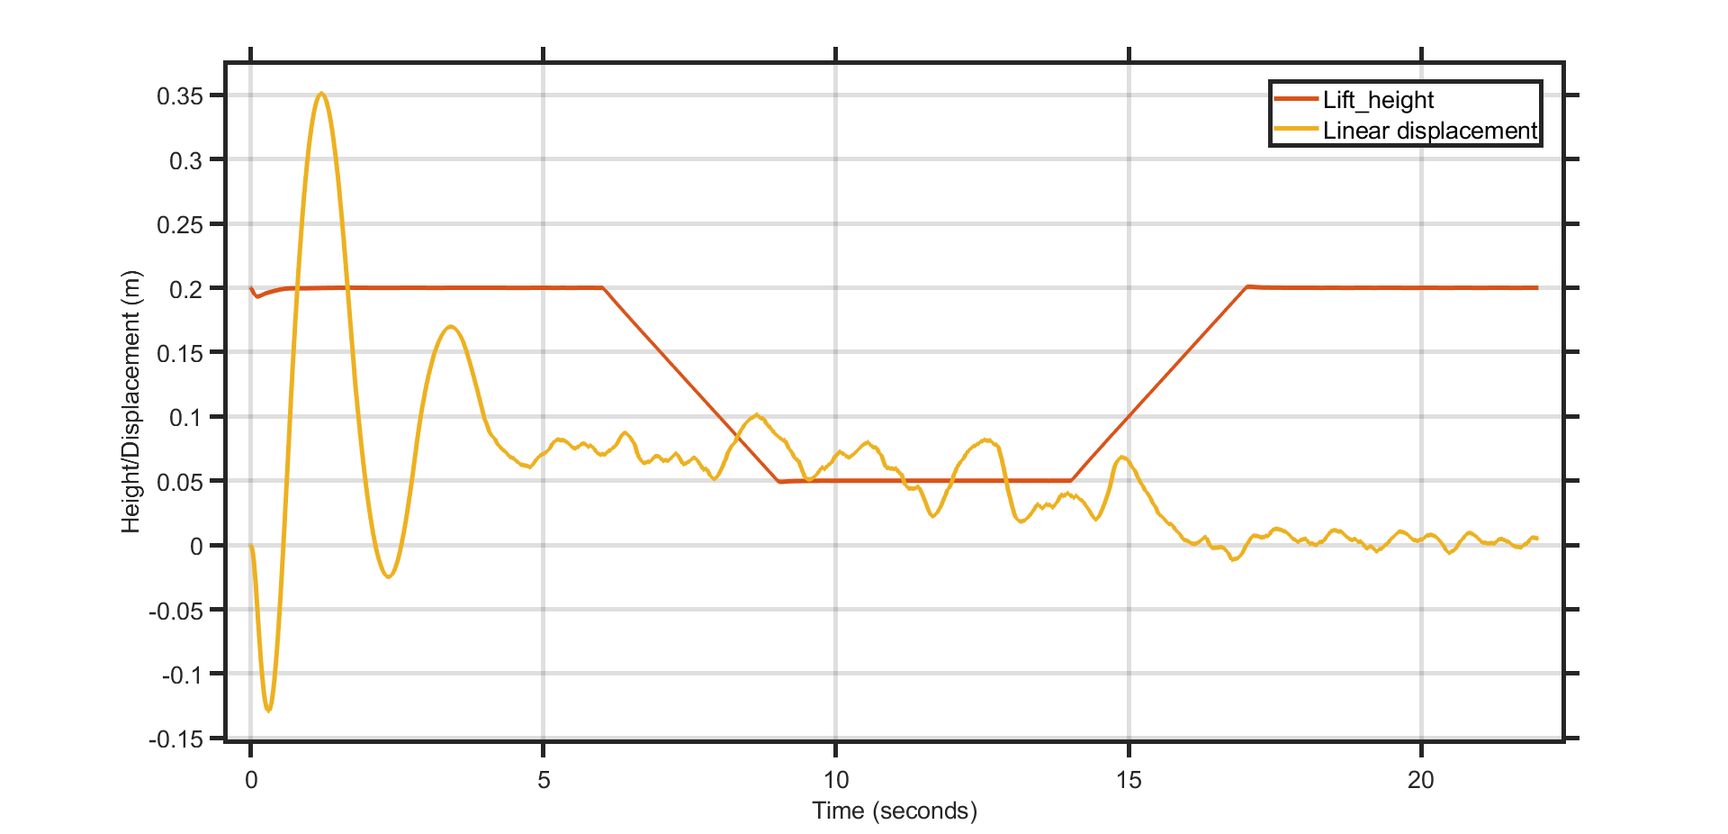 Lift_height
Linear displacement
0.35
0.3
0.25
0.2
0.15
0.1
0.05
0
-0.05
-0.1
-0.15
Height/Displacement (m)
0 5 10 15 20
Time (seconds)